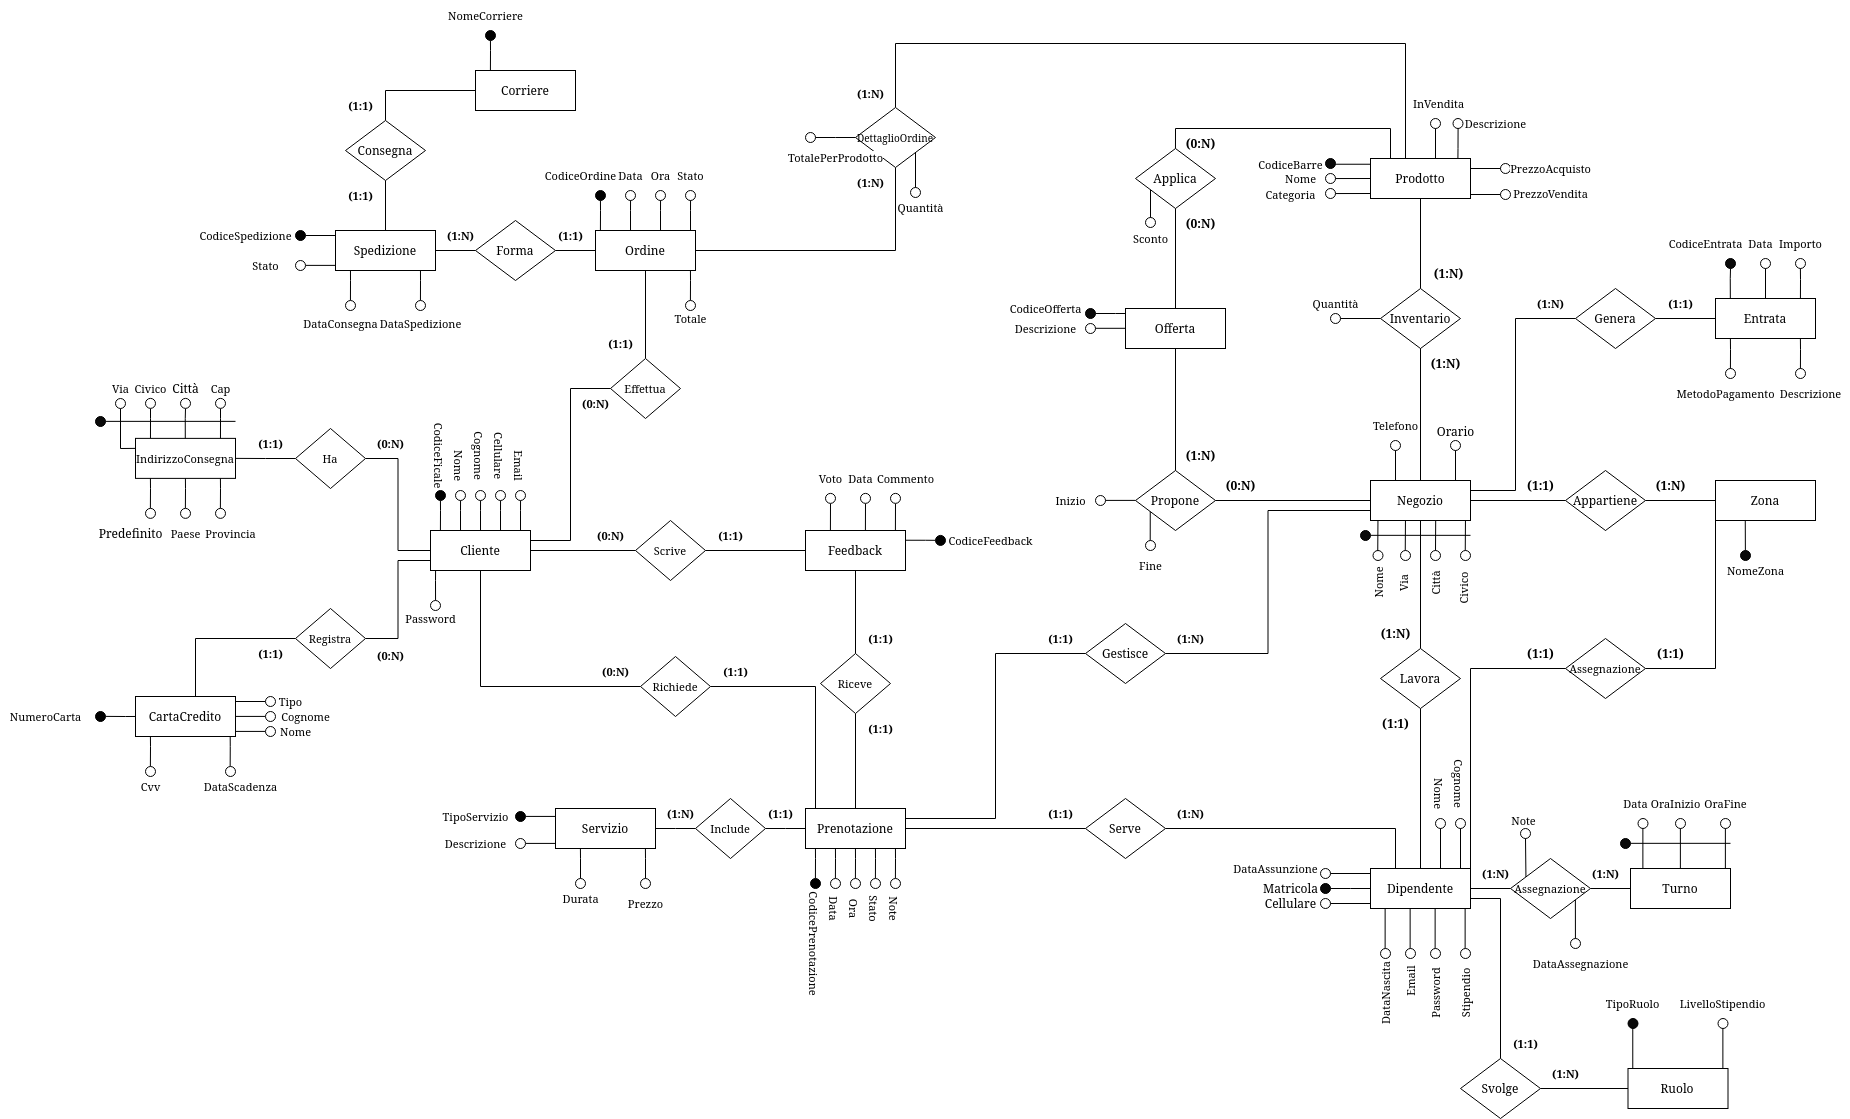 NomeCorriere
Corriere
(1:1)
Consegna
(1:1)
CodiceSpedizione
Stato
Spedizione
DataConsegna DataSpedizione
(1:N)
Forma
(1:1)
CodiceOrdine Data Ora Stato
Ordine
Totale
(1:N)
DettaglioOrdine
TotalePerProdotto
(1:N)
Quantità
(1:1)
Effettua
(0:N)
(0:N)
Applica
(0:N)
Sconto
InVendita
Descrizione
CodiceBarre
Nome
Categoria
Prodotto
PrezzoAcquisto
PrezzoVendita
CodiceOfferta
Descrizione
Offerta
(1:N)
Quantità
Inventario
(1:N)
CodiceEntrata Data Importo
(1:N)
Genera
(1:1)
Entrata
MetodoPagamento Descrizione
Via Civico Città Cap
IndirizzoConsegna
Predefinito Paese Provincia
(1:1)
Ha
(0:N)
CodiceFicale
Nome
Cognome
Cellulare
Email
Cliente
Password
(0:N)
Scrive
(1:1)
Voto Data Commento
Feedback
CodiceFeedback
(1:N)
Inizio
Propone
(0:N)
Fine
Telefono
Orario
Negozio
Nome
Via
Città
Civico
(1:1)
Appartiene
(1:N)
Zona
NomeZona
(1:1)
Registra
(0:N)
NumeroCarta
CartaCredito
Tipo
Cognome
Nome
Cvv
DataScadenza
(0:N)
Richiede
(1:1)
(1:1)
Riceve
(1:1)
(1:1)
Gestisce
(1:N)
(1:N)
Lavora
(1:1)
(1:1)
Assegnazione
(1:1)
TipoServizio
Descrizione
Servizio
Durata
Prezzo
(1:N)
Include
(1:1)
Prenotazione
CodicePrenotazione
Data
Ora
Stato
Note
(1:1)
Serve
(1:N)
Nome
Cognome
DataAssunzione
Matricola
Cellulare
Dipendente
DataNascita
Email
Password
Stipendio
Note
(1:N)
Assegnazione
(1:N)
DataAssegnazione
Data OraInizio OraFine
Turno
(1:1)
Svolge
(1:N)
TipoRuolo LivelloStipendio
Ruolo